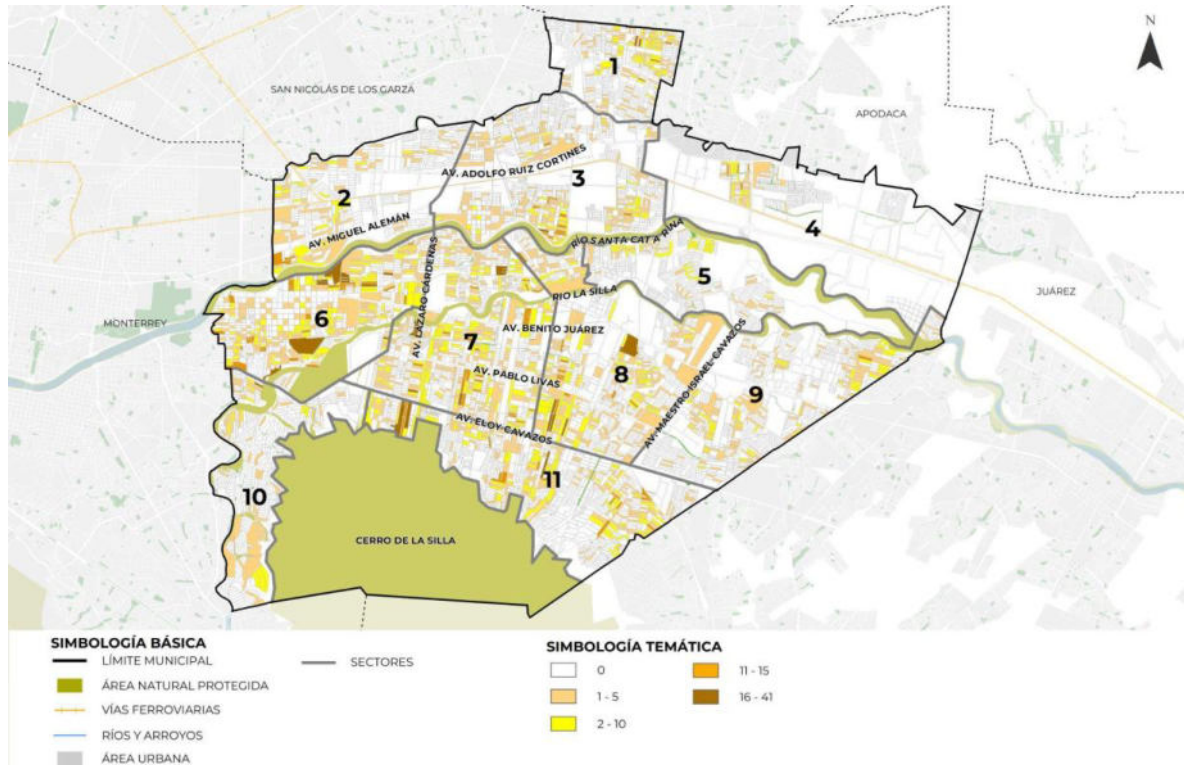 N
1
SAN NICÓLÁS DE LOS GARZA
APODACA
AV. ADOLFO RUIZ CORTINES
3
2
4
AV. MIGUEL ALEMÁN
RÍO SANTA CATARINA
5
AV. LÁZARO CÁRDENAS
JUÁREZ
RIO LA SILLA
MONTERREY
6
AV. BENITO JUÁREZ
7
8
AV. MAESTRO ISRAEL CAVAZOS
AV. PABLO LIVAS
9
AV. ELOY CAVAZOS
11
10
CERRO DE LA SILLA
SIMBOLOGÍA BÁSICA
LÍMITE MUNICIPAL
SECTORES
ÁREA NATURAL PROTEGIDA
VÍAS FERROVIARIAS
RÍOS Y ARROYOS
ÁREA URBANA
SIMBOLOGÍA TEMÁTICA
0
11 - 15
1 - 5
16 - 41
2 - 10